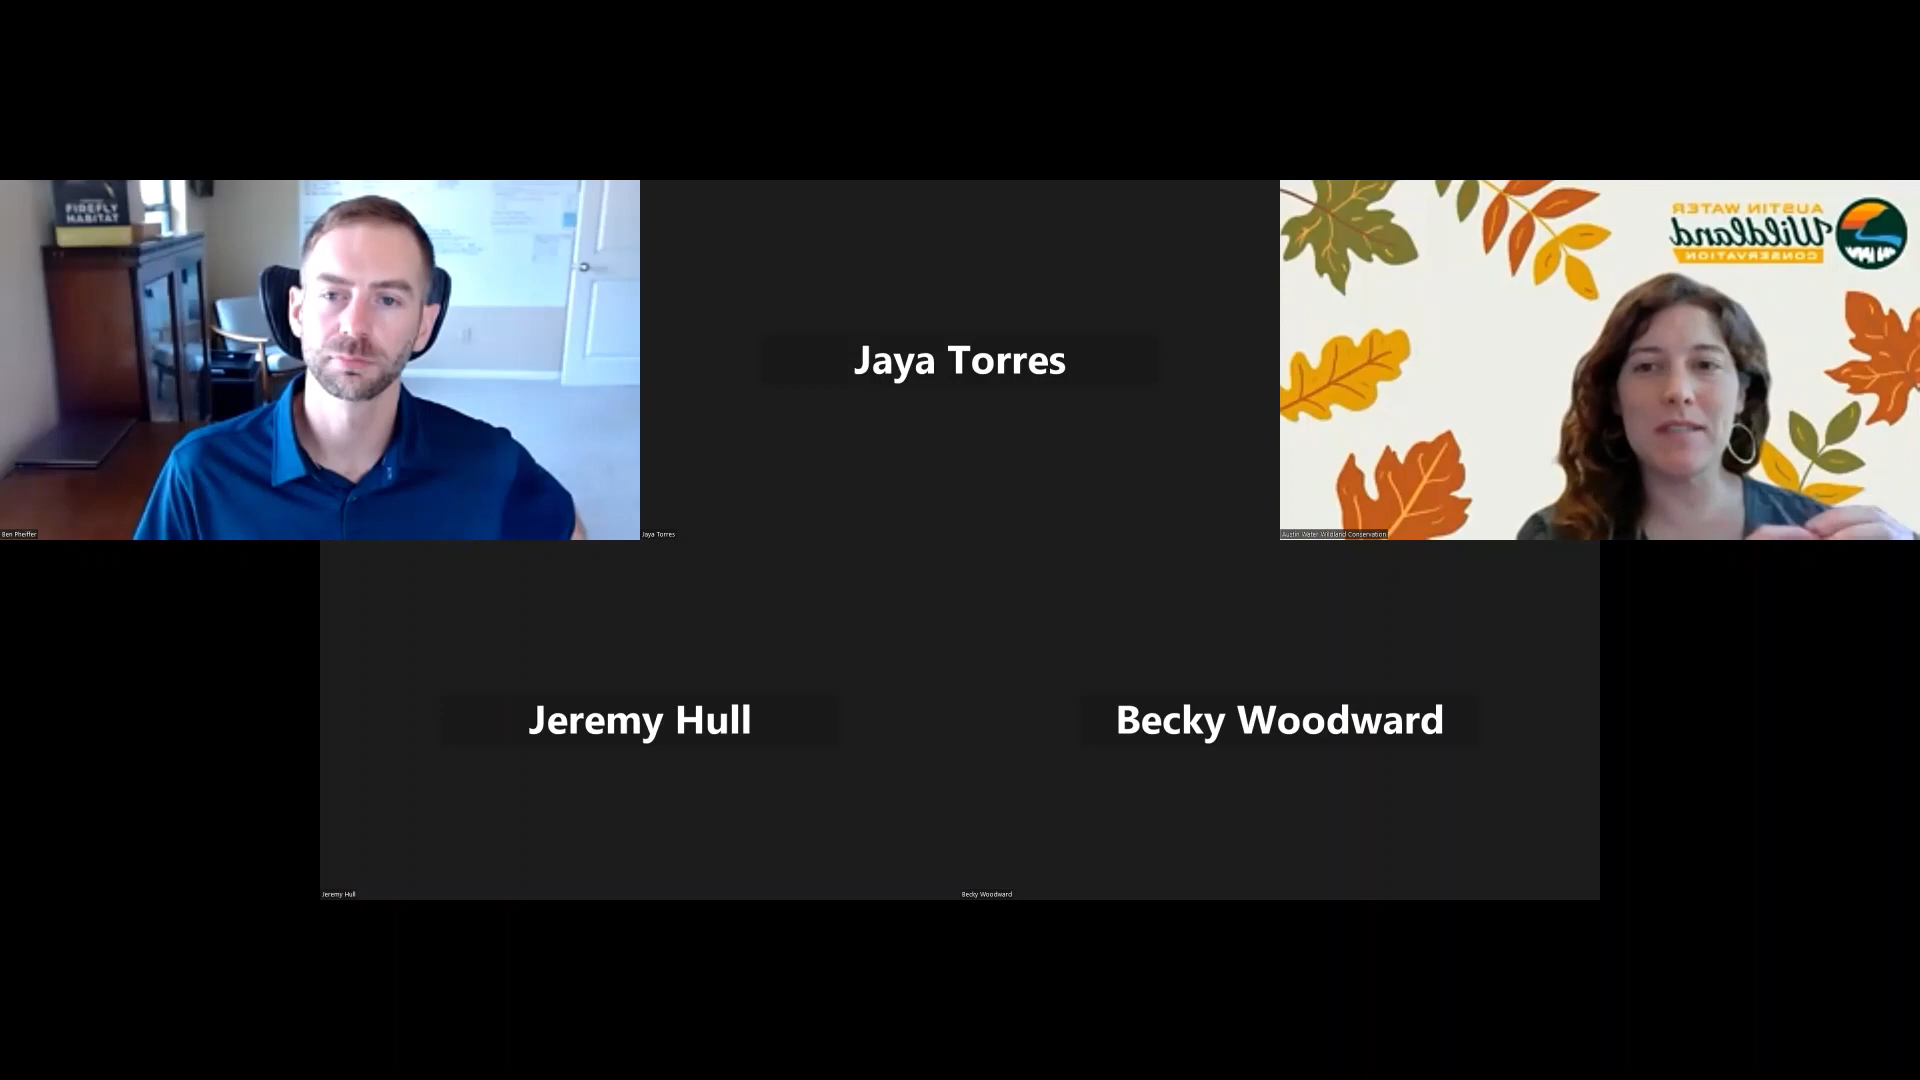 FIREFLY
HABITAT
Ben Pheiffer
Jaya Torres
Jaya Torres
AUSTIN WATER
Wildland
CONSERVATION
Austin Water Wildland Conservation
Jeremy Hull
Jeremy Hull
Becky Woodward
Becky Woodward